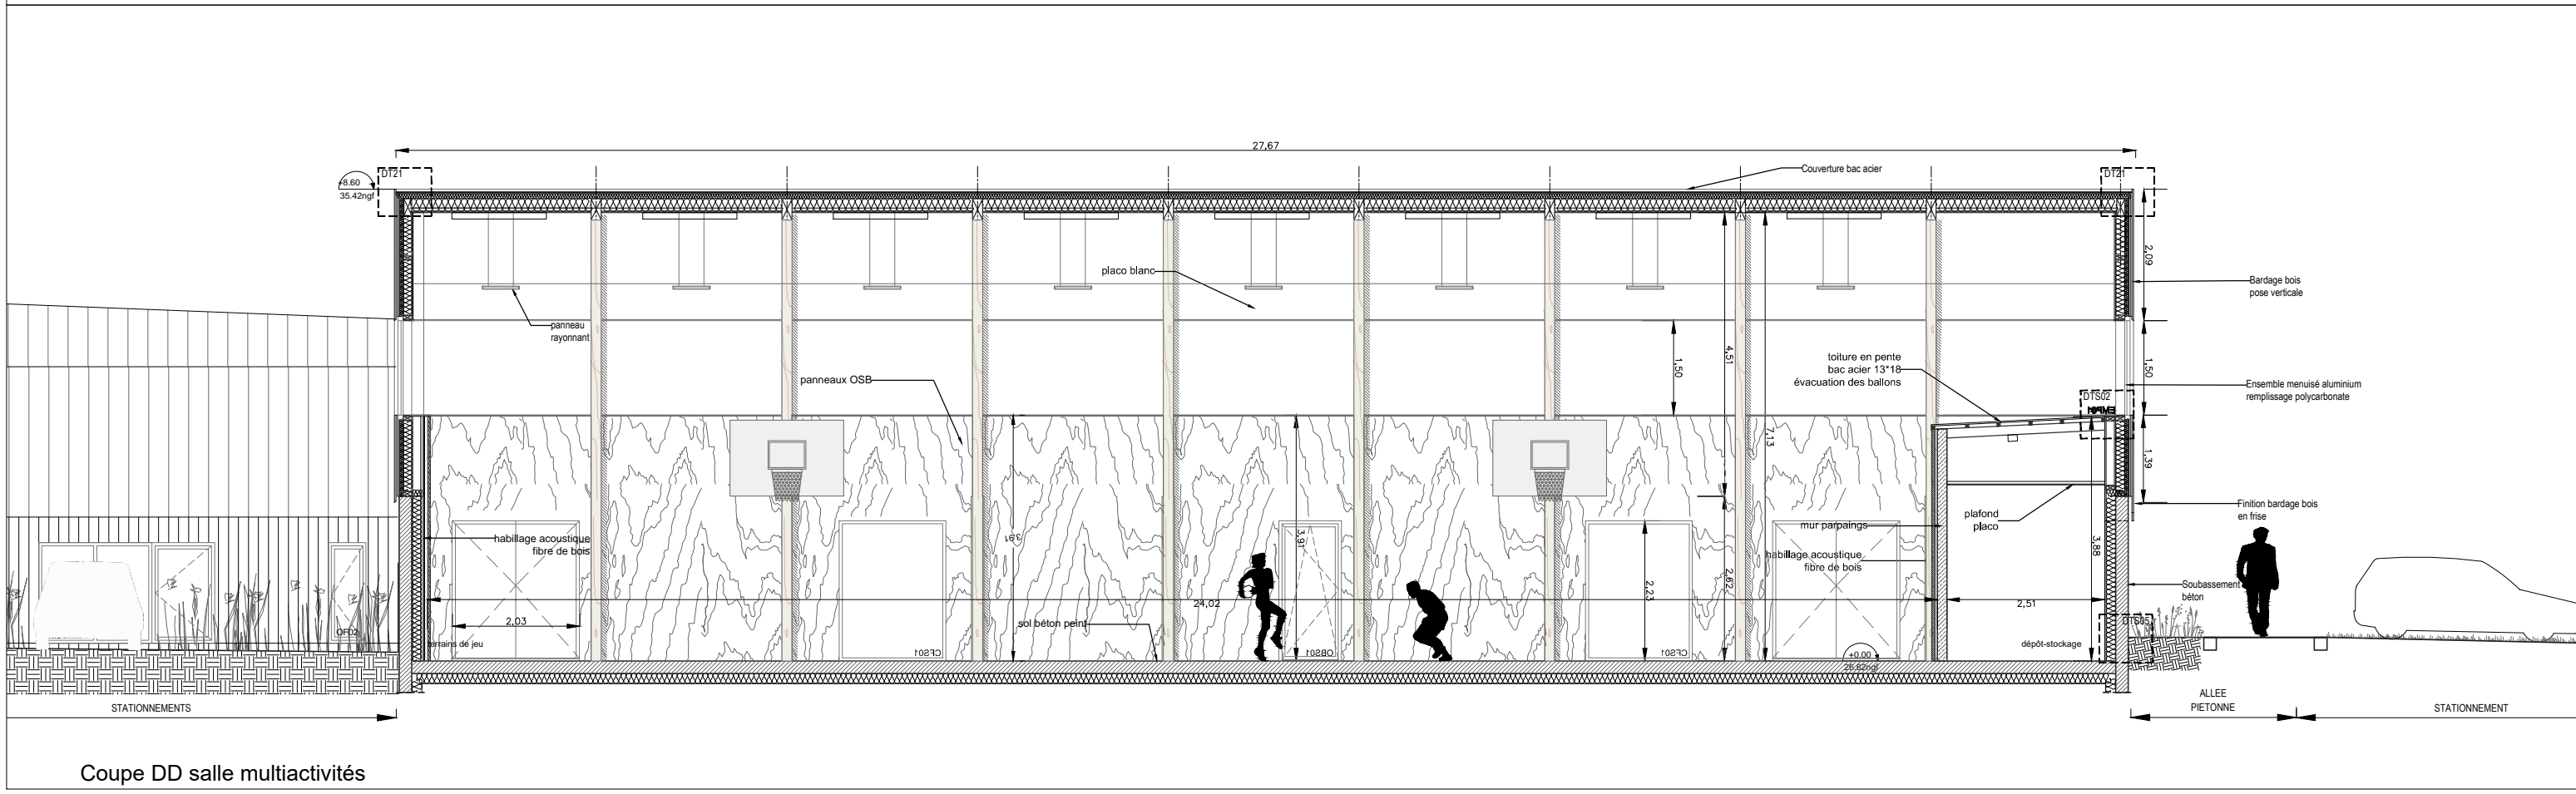 27,67
DT21
DT21
+8.60
35.42ngf
Couverture bac acier
2,09
placo blanc
Bardage bois
pose verticale
panneau
rayonnant
4,51
1,50
1,50
panneaux OSB
toiture en pente
bac acier 13*18
évacuation des ballons
Ensemble menuisé aluminium
remplissage polycarbonate
DTS02
7,13
1,39
Finition bardage bois
en frise
plafond
placo
mur parpaings
3,91
3,91
habillage acoustique
fibre de bois
habillage acoustique
fibre de bois
3,88
2,62
2,23
Soubassement
béton
24,02
2,51
2,03
sol béton peint
DTS05
OF02
terrains de jeu
CFS01
OBS01
CFS01
+0.00
26.82ngf
dépôt-stockage
STATIONNEMENTS
ALLEE
PIETONNE
STATIONNEMENT
Coupe DD salle multiactivités